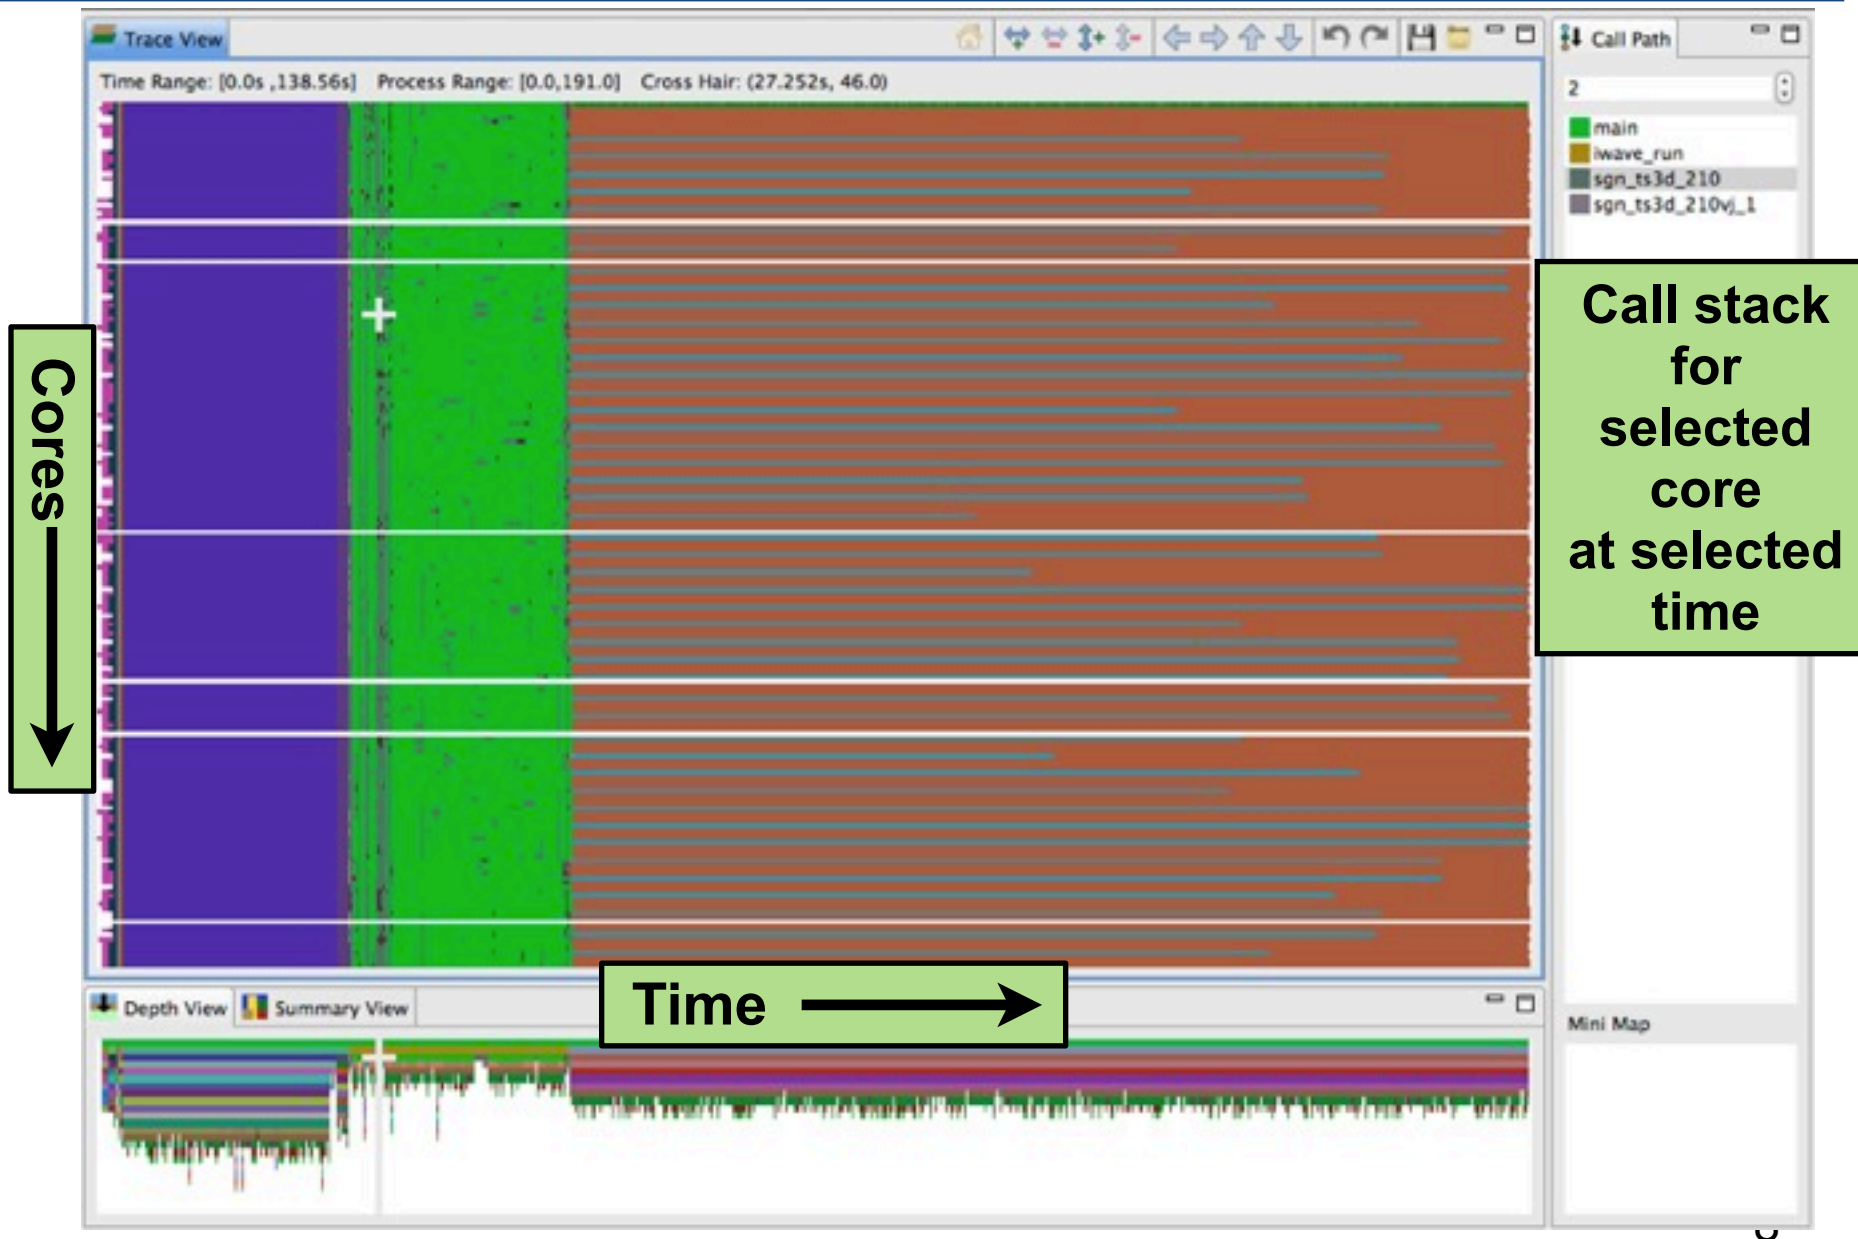 Trace View
Call Path
Time Range: [0.0s ,138.56s] Process Range: [0.0,191.0] Cross Hair: (27.252s, 46.0)
2
main
iwave_run
sgn_ts3d_210
sgn_ts3d_210vj_1
Cores
Call stack
for
selected
core
at selected
time
Time
Depth View
Summary View
Mini Map